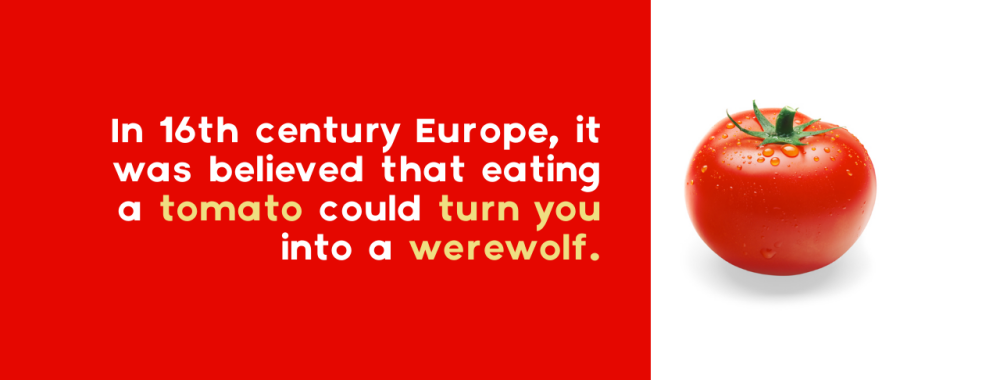 In 16th century Europe, it
was believed that eating
a tomato could turn you
into a werewolf.